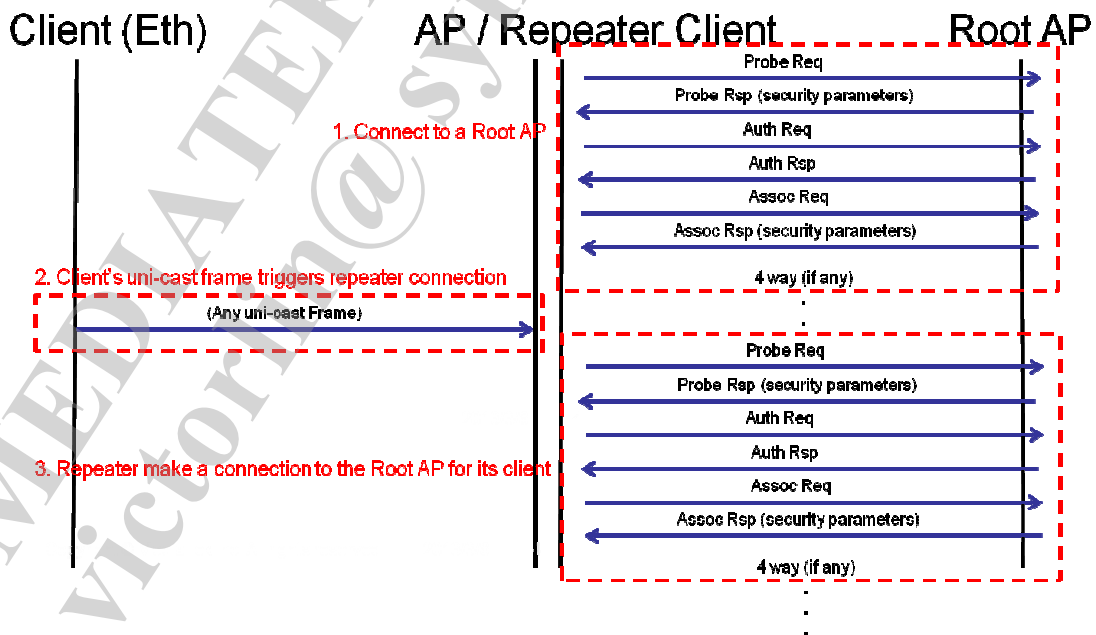 Client (Eth)
AP / Repeater Client
Root AP
Probe Req
Probe Rsp (security parameters)
1. Connect to a Root AP
Auth Req
Auth Rsp
Assoc Req
Assoc Rsp (security parameters)
2. Client's uni-cast frame triggers repeater connection
4 way (if any)
(Any uni-cast Frame)
Probe Req
Probe Rsp (security parameters)
Auth Req
Auth Rsp
3. Repeater make a connection to the Root AP for its client
Assoc Req
Assoc Rsp (security parameters)
4 way (if any)
MEDIATEK
victorlin@sy